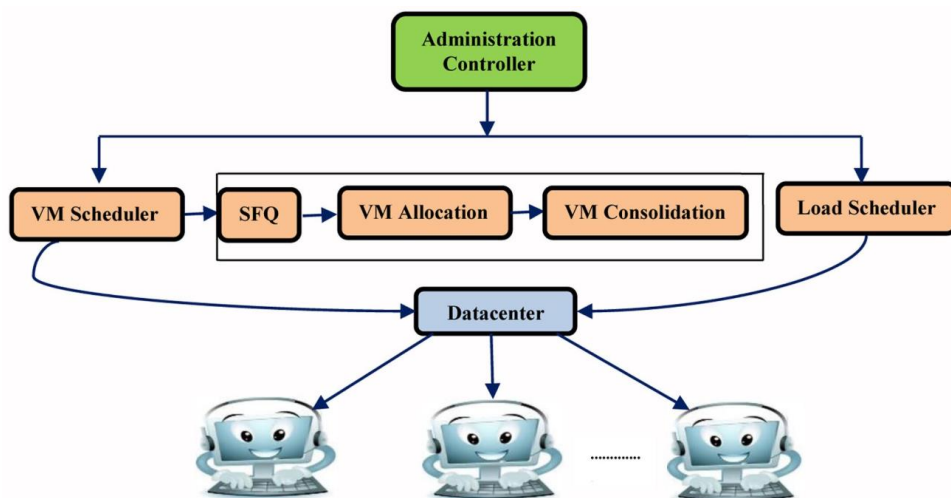 Administration
Controller
VM Scheduler
SFQ
VM Allocation
VM Consolidation
Load Scheduler
Datacenter
.............